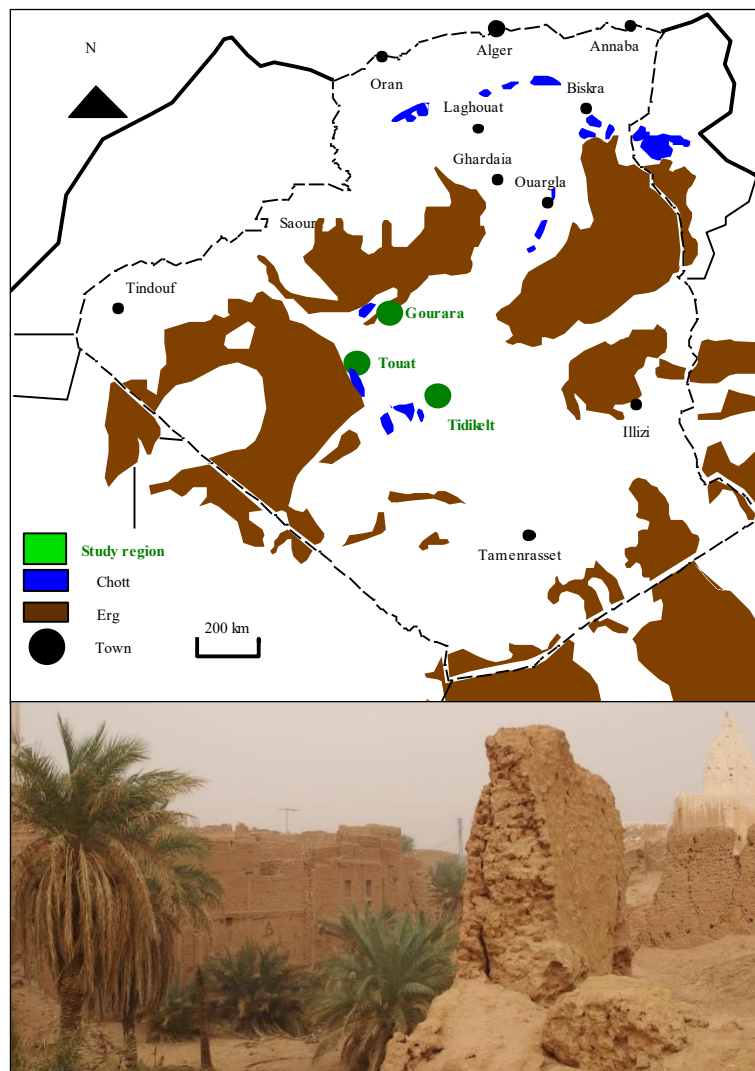 N
Alger
Annaba
Oran
Biskra
Laghouat
Ghardaia
Ouargla
Saour
Tindouf
Gourara
Touat
Tidikelt
Illizi
Tamenrasset
Study region
Chott
Erg
Town
200 km